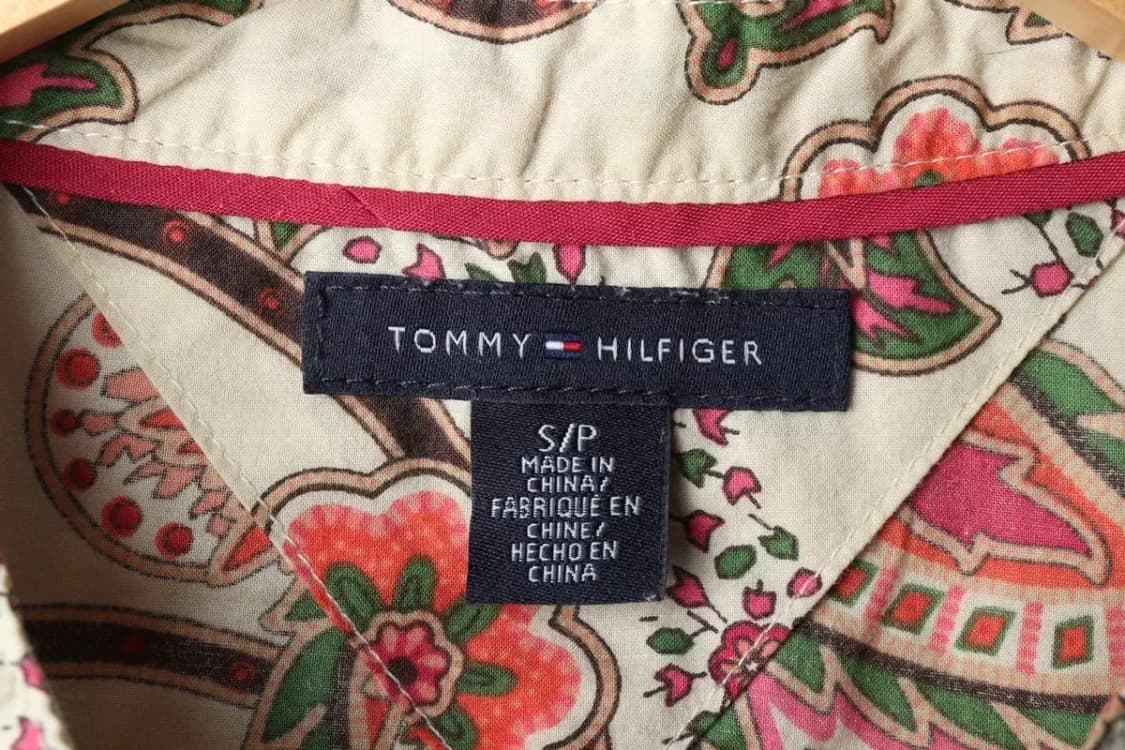 TOMMY HILFIGER
S/P
MADE IN
CHINA/
FABRIQUÉ EN
CHINE/
HECHO EN
CHINA